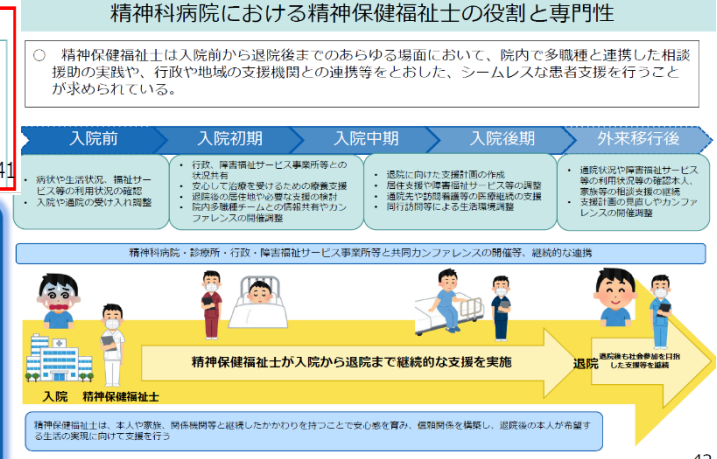 精神科病院における精神保健福祉士の役割と専門性
○ 精神保健福祉士は入院前から退院後までのあらゆる場面において、院内で多職種と連携した相談
援助の実践や、行政や地域の支援機関との連携等をとおした、シームレスな患者支援を行うこと
が求められている。
入院前
入院初期
入院中期
入院後期
外来移行後
41
・ 病状や生活状況、福祉サー
ビス等の利用状況の確認
・ 入院や通院の受け入れ調整
・ 行政、障害福祉サービス事業所等との
状況共有
・ 安心して治療を受けるための療養支援
・ 退院後の居住地や必要な支援の検討
・ 院内多職種チームとの情報共有やカン
ファレンスの開催調整
・ 退院に向けた支援計画の作成
・ 居住支援や障害福祉サービス等の調整
・ 通院先や訪問看護等の医療継続の支援
・ 同行訪問等による生活環境調整
・ 通院状況や障害福祉サービス
等の利用状況等の確認本人、
家族等の相談支援の継続
・ 支援計画の見直しやカンファ
レンスの開催調整
精神科病院・診療所・行政・障害福祉サービス事業所等と共同カンファレンスの開催等、継続的な連携
精神保健福祉士が入院から退院まで継続的な支援を実施
退院
退院後も社会参加を目指
した支援等を継続
入院 精神保健福祉士
精神保健福祉士は、本人や家族、関係機関等と継続したかかわりを持つことで安心感を育み、信頼関係を構築し、退院後の本人が希望す
る生活の実現に向けて支援を行う
42